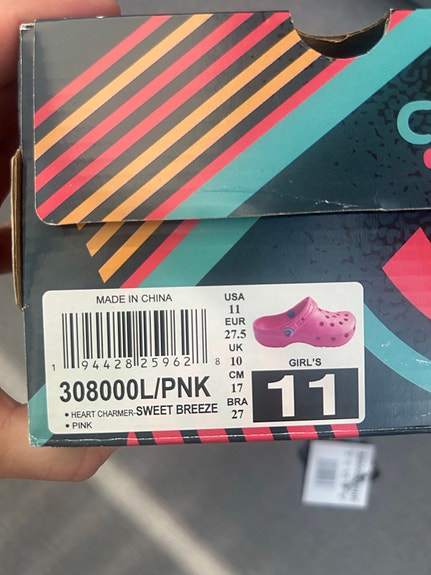 MADE IN CHINA
1 94428 25962 8
308000L/PNK
• HEART CHARMER-SWEET BREEZE
• PINK
USA
11
EUR
27.5
UK
10
CM
17
BRA
27
GIRL'S
11